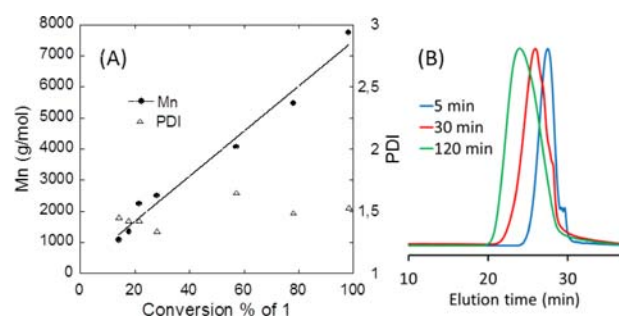 (A)
Mn
PDI
Mn (g/mol)
8000
7000
6000
5000
4000
3000
2000
1000
0
0 20 40 60 80 100
Conversion % of 1
3
2.5
2
1.5
1
PDI
(B)
5 min
30 min
120 min
10 20 30
Elution time (min)